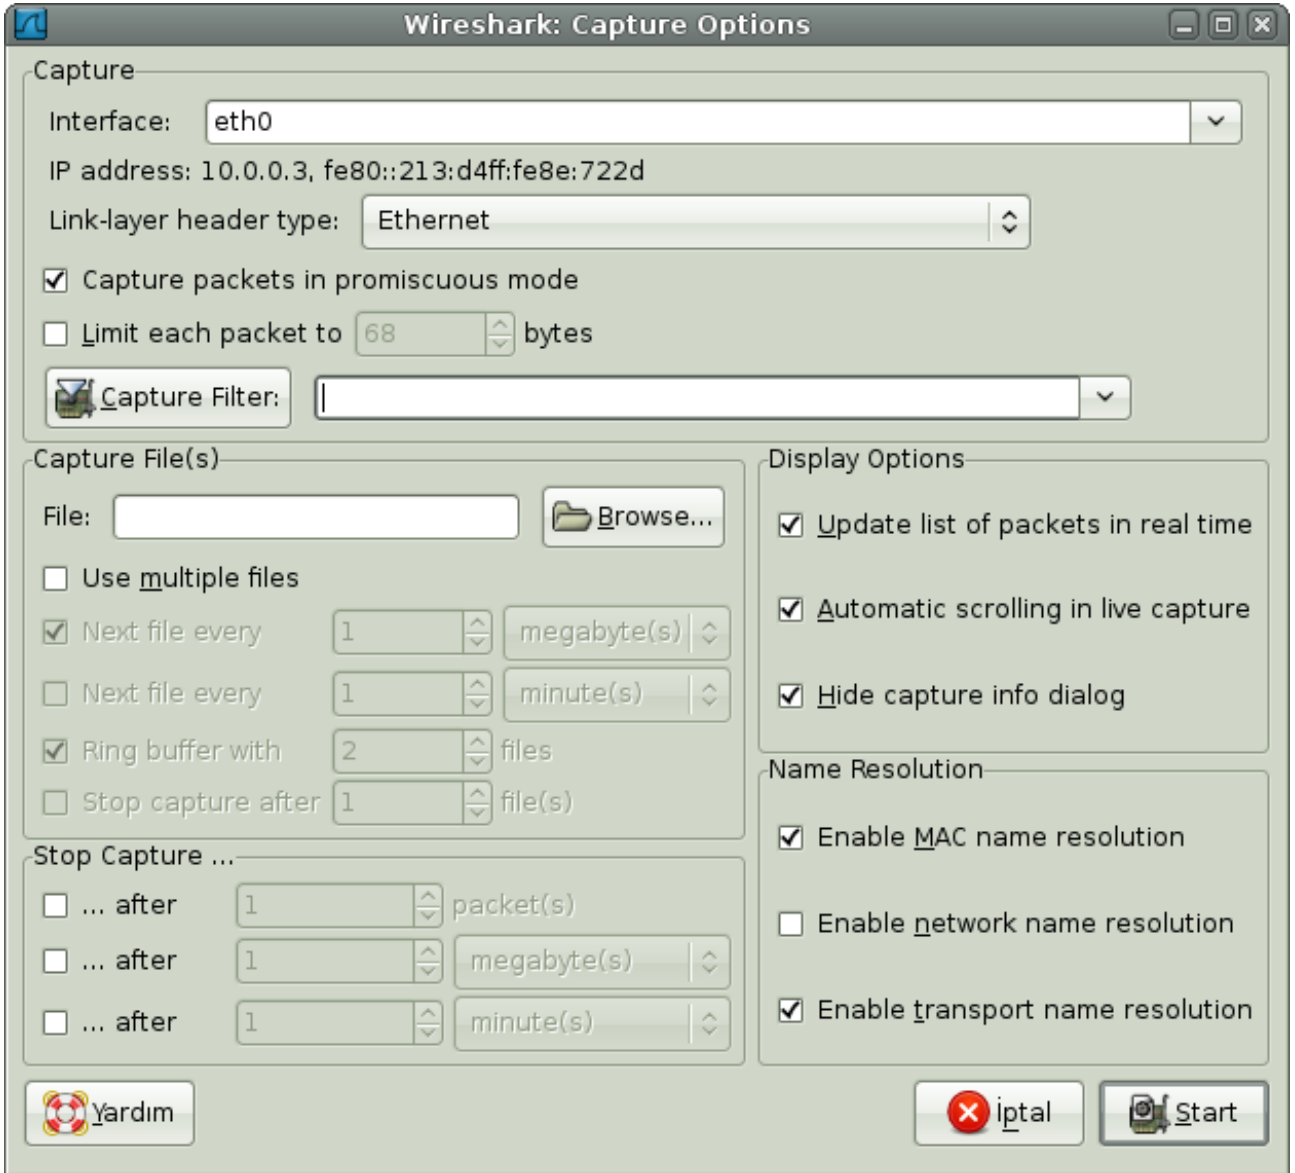 Wireshark: Capture Options
Capture
Interface: eth0
IP address: 10.0.0.3, fe80::213:d4ff:fe8e:722d
Link-layer header type: Ethernet
Capture packets in promiscuous mode
Limit each packet to 68 bytes
Capture Filter:
Capture File(s)
File: Browse...
Use multiple files
Next file every 1 megabyte(s)
Next file every 1 minute(s)
Ring buffer with 2 files
Stop capture after 1 file(s)
Stop Capture ...
... after 1 packet(s)
... after 1 megabyte(s)
... after 1 minute(s)
Display Options
Update list of packets in real time
Automatic scrolling in live capture
Hide capture info dialog
Name Resolution
Enable MAC name resolution
Enable network name resolution
Enable transport name resolution
Yardım İptal Start